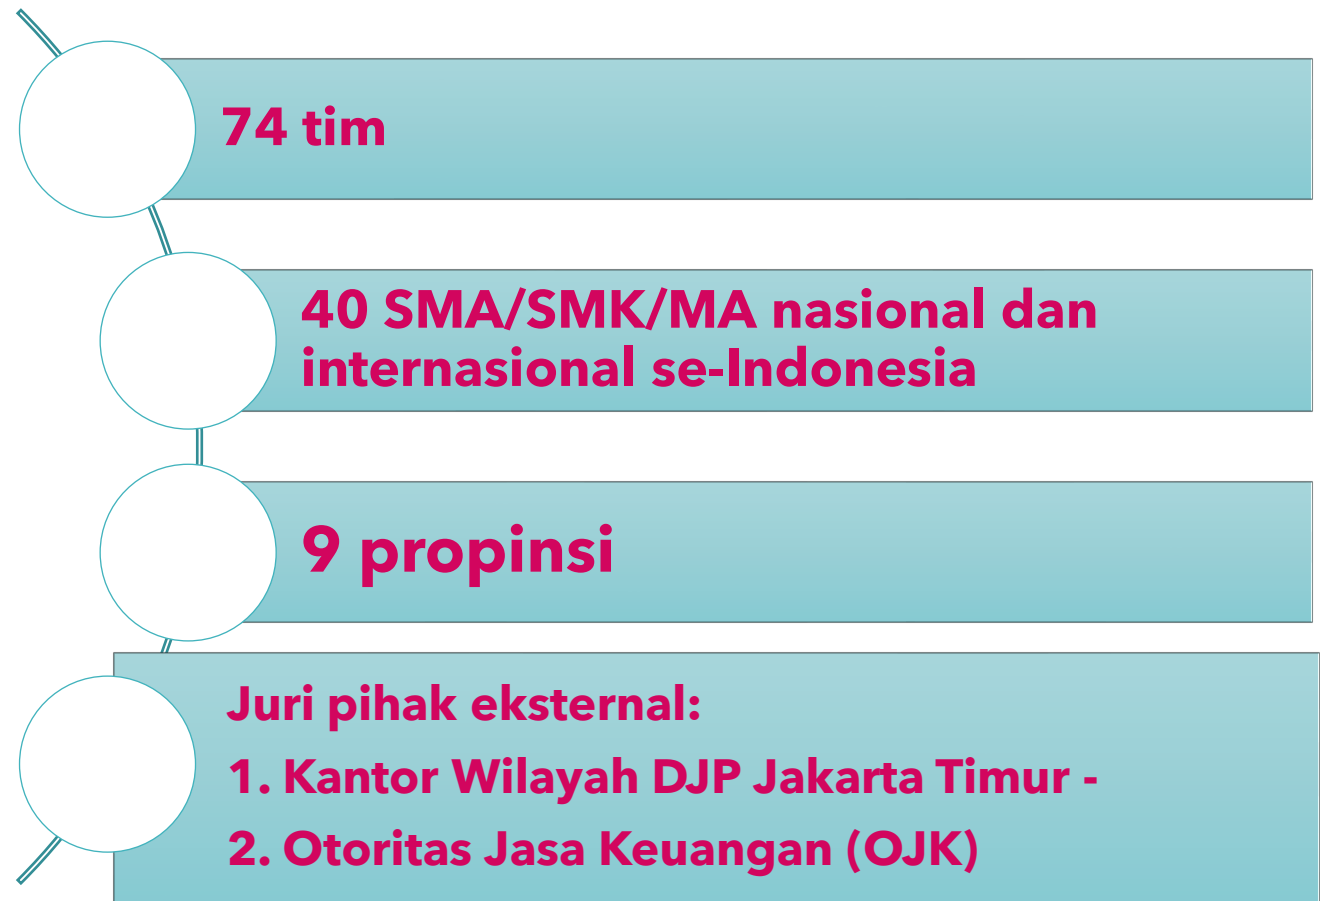 74 tim
40 SMA/SMK/MA nasional dan
internasional se-Indonesia
9 propinsi
Juri pihak eksternal:
1. Kantor Wilayah DJP Jakarta Timur -
2. Otoritas Jasa Keuangan (OJK)